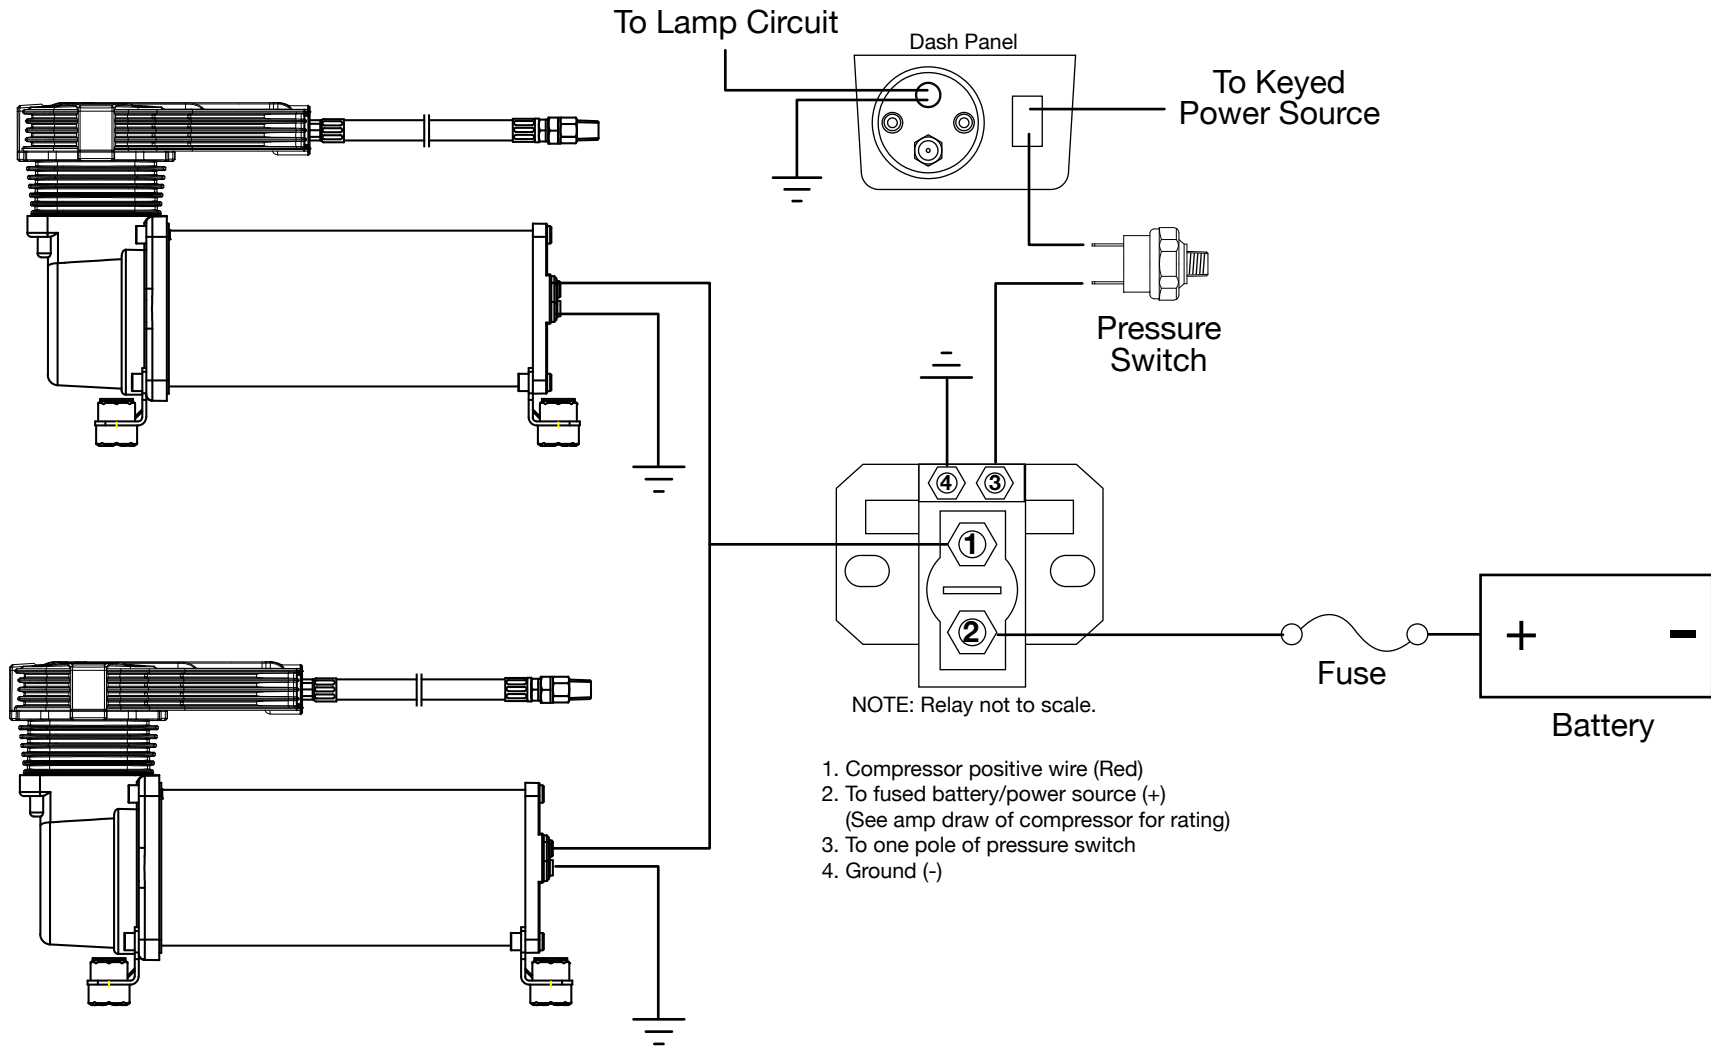 To Lamp Circuit
Dash Panel
To Keyed
Power Source
Pressure
Switch
4
3
1
2
+
-
Fuse
Battery
NOTE: Relay not to scale.
1. Compressor positive wire (Red)
2. To fused battery/power source (+)
(See amp draw of compressor for rating)
3. To one pole of pressure switch
4. Ground (-)